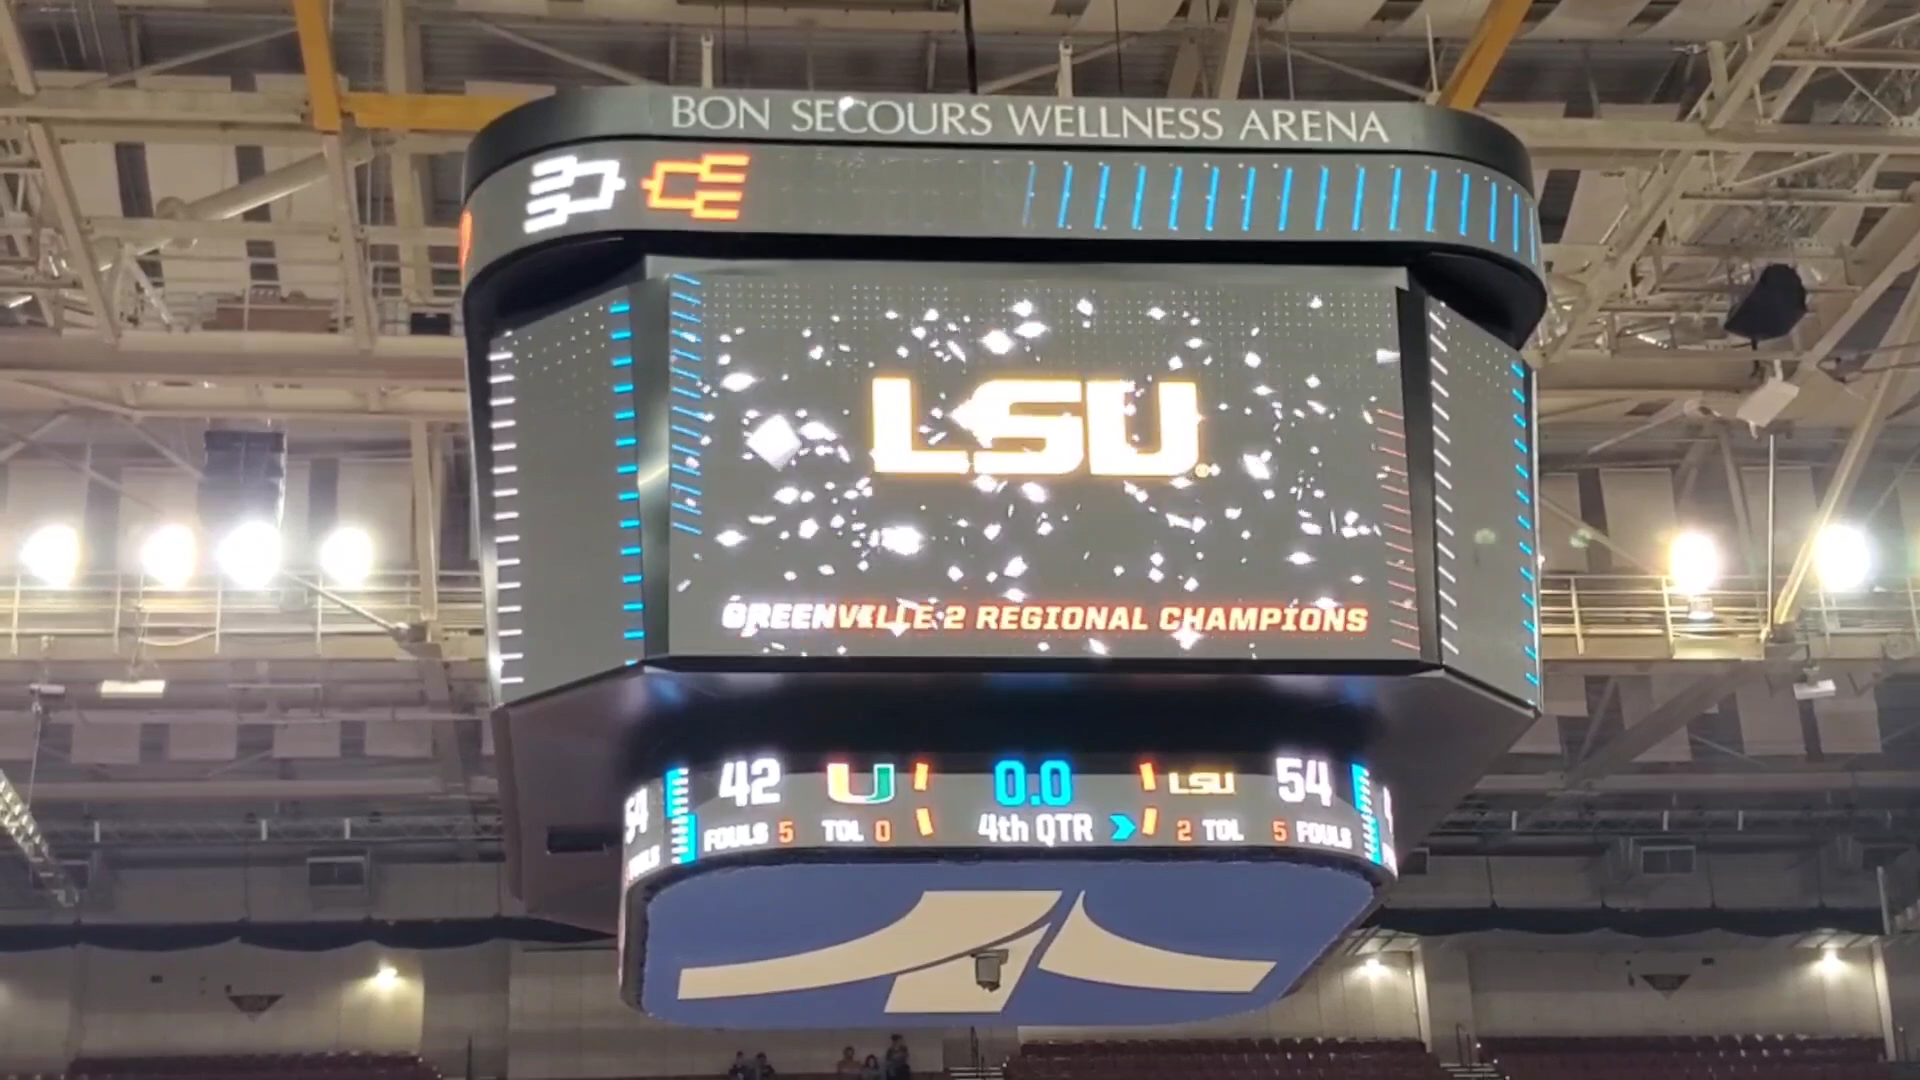 BON SECOURS WELLNESS ARENA
LSU
GREENVILLE 2 REGIONAL CHAMPIONS
54 42 U 0.0 LSU 54
FOULS 5 TOL 0 4th QTR 2 TOL 5 FOULS